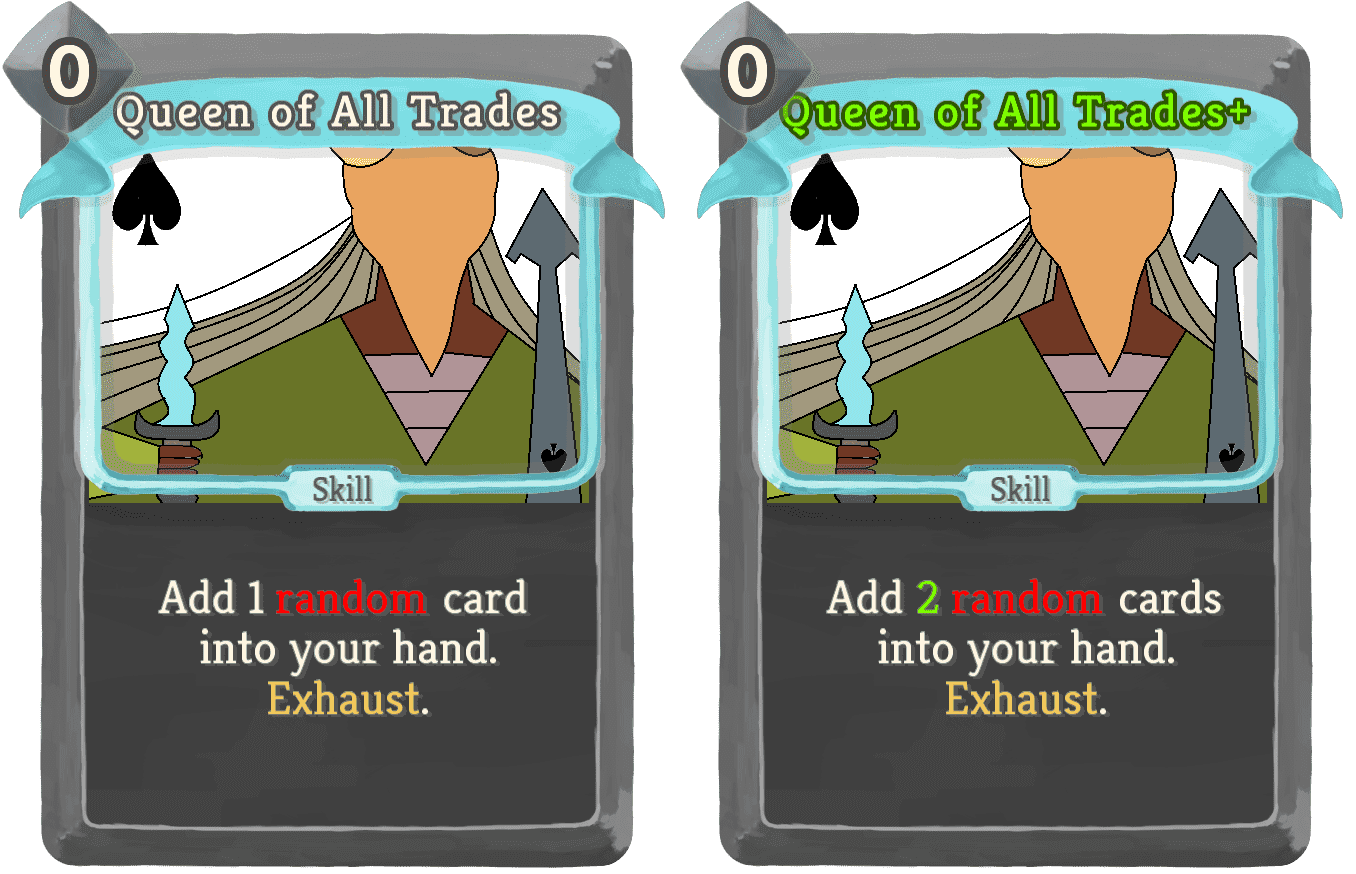 0
Queen of All Trades
Skill
Add 1 random card
into your hand.
Exhaust.
0
Queen of All Trades+
Skill
Add 2 random cards
into your hand.
Exhaust.